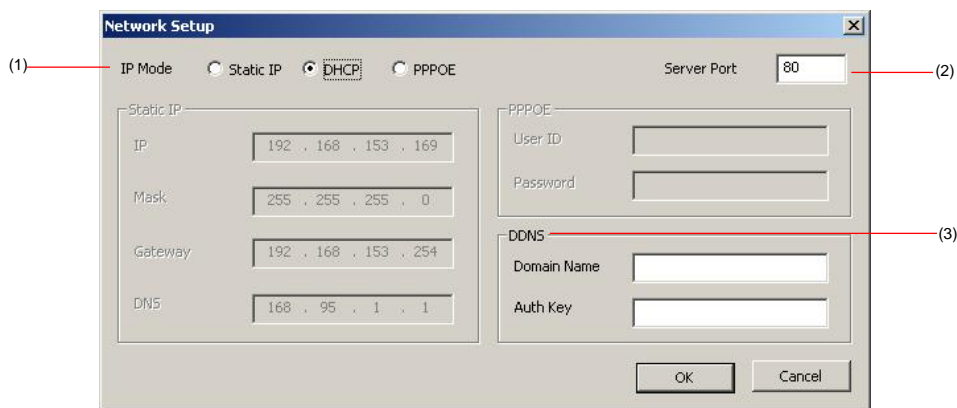 Network Setup
(1) IP Mode Static IP DHCP PPPOE Server Port 80 (2)
Static IP
IP 192 . 168 . 153 . 169
Mask 255 . 255 . 255 . 0
Gateway 192 . 168 . 153 . 254
DNS 168 . 95 . 1 . 1
PPPOE
User ID
Password
DDNS (3)
Domain Name
Auth Key
OK Cancel